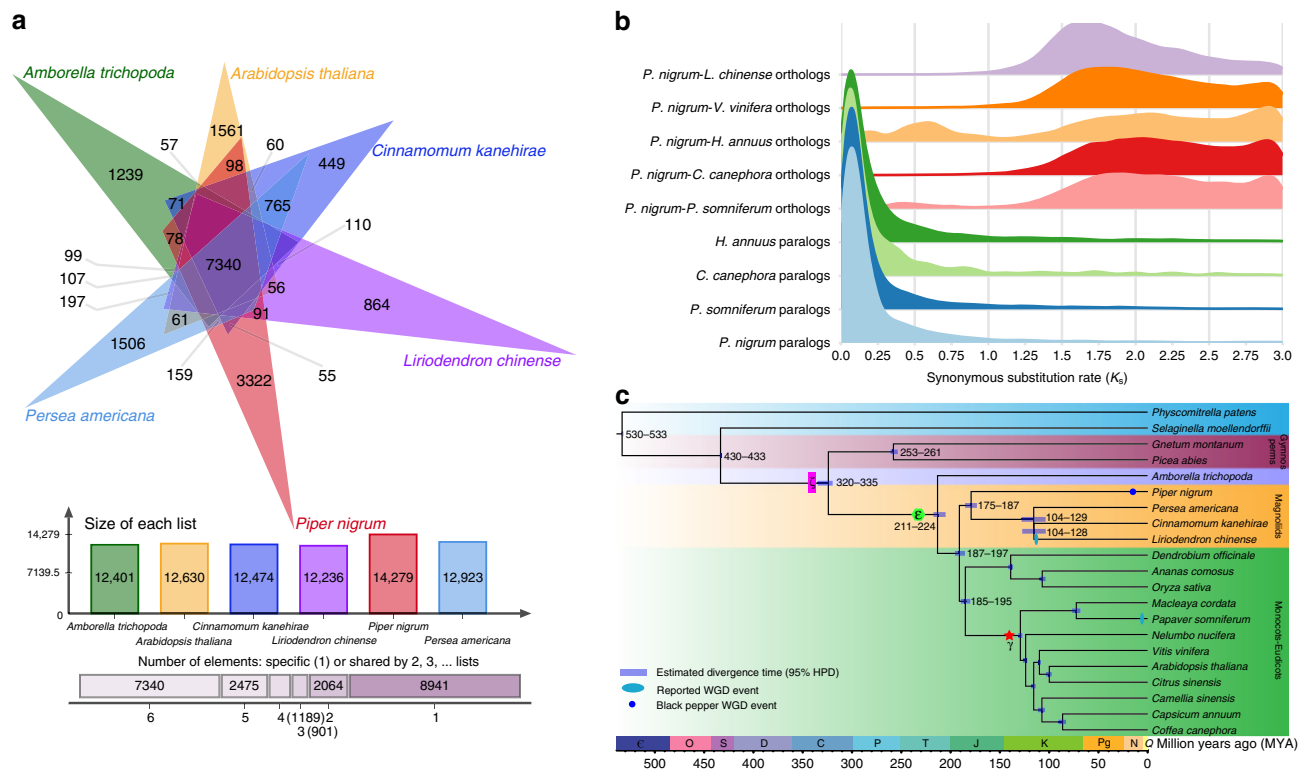 a
Amborella trichopoda
Arabidopsis thaliana
Cinnamomum kanehirae
1561
57
60
98
449
1239
71
765
78
110
99
107
197
7340
56
61
91
864
1506
159
3322
55
Liriodendron chinense
Persea americana
Piper nigrum
Size of each list
14,279
7139.5
0
12,401
12,630
12,474
12,236
14,279
12,923
Amborella trichopoda
Arabidopsis thaliana
Cinnamomum kanehirae
Liriodendron chinense
Piper nigrum
Persea americana
Number of elements: specific (1) or shared by 2, 3, ... lists
7340 2475 2064 8941
6 5 4 (1189) 2 1
3 (901)
b
P. nigrum-L. chinense orthologs
P. nigrum-V. vinifera orthologs
P. nigrum-H. annuus orthologs
P. nigrum-C. canephora orthologs
P. nigrum-P. somniferum orthologs
H. annuus paralogs
C. canephora paralogs
P. somniferum paralogs
P. nigrum paralogs
0.0 0.25 0.5 0.75 1.0 1.25 1.5 1.75 2.0 2.25 2.5 2.75 3.0
Synonymous substitution rate (Ks)
c
530–533
430–433
ζ
320–335
253–261
ε
211–224
175–187
104–129
104–128
187–197
185–195
γ
Physcomitrella patens
Selaginella moellendorffii
Gnetum montanum
Picea abies
Amborella trichopoda
Piper nigrum
Persea americana
Cinnamomum kanehirae
Liriodendron chinense
Dendrobium officinale
Ananas comosus
Oryza sativa
Macleaya cordata
Papaver somniferum
Nelumbo nucifera
Vitis vinifera
Arabidopsis thaliana
Citrus sinensis
Camellia sinensis
Capsicum annuum
Coffea canephora
Gymnos
perms
Magnoliids
Monocots-Eudicots
Estimated divergence time (95% HPD)
Reported WGD event
Black pepper WGD event
Є O S D C P T J K Pg N Q Million years ago (MYA)
500 450 400 350 300 250 200 150 100 50 0